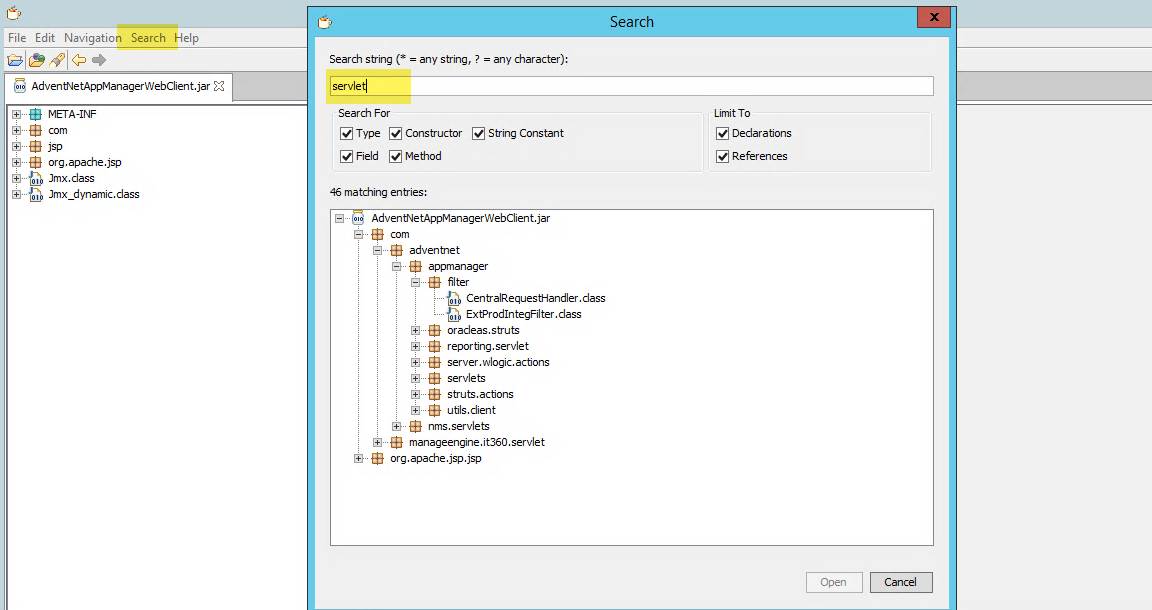 Search
File Edit Navigation Search Help
AdventNetAppManagerWebClient.jar
META-INF
com
jsp
org.apache.jsp
Jmx.class
Jmx_dynamic.class
Search string (* = any string, ? = any character):
servlet
Search For
Type Constructor String Constant
Field Method
Limit To
Declarations
References
46 matching entries:
AdventNetAppManagerWebClient.jar
com
adventnet
appmanager
filter
CentralRequestHandler.class
ExtProdIntegFilter.class
oracleas.struts
reporting.servlet
server.wlogic.actions
servlets
struts.actions
utils.client
nms.servlets
manageengine.it360.servlet
org.apache.jsp.jsp
Open Cancel